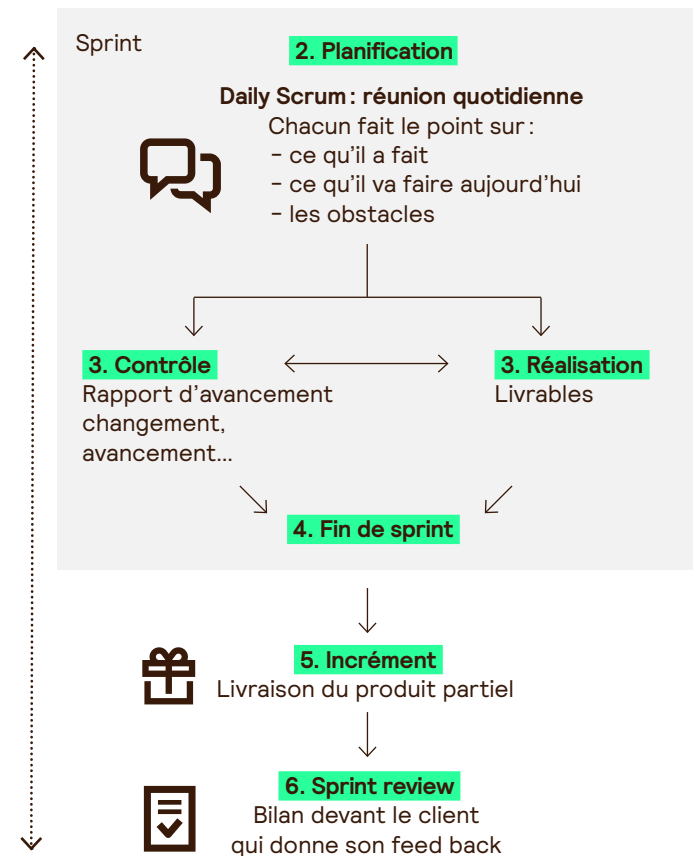 Sprint
2. Planification
Daily Scrum : réunion quotidienne
Chacun fait le point sur :
- ce qu’il a fait
- ce qu’il va faire aujourd’hui
- les obstacles
3. Contrôle
Rapport d’avancement
changement,
avancement...
3. Réalisation
Livrables
4. Fin de sprint
5. Incrément
Livraison du produit partiel
6. Sprint review
Bilan devant le client
qui donne son feed back